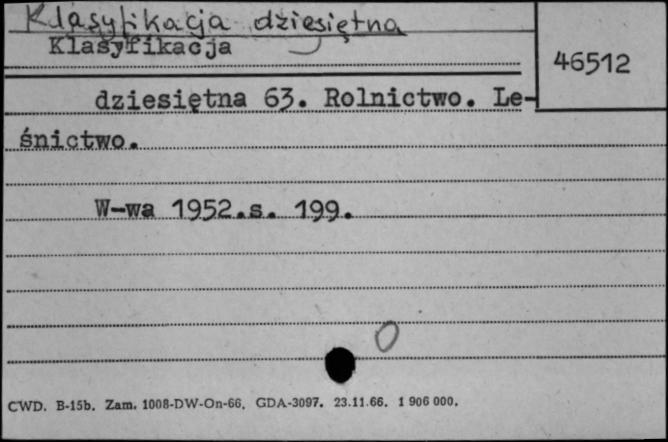 Klasyfikacja dziesiętna
Klasyfikacja
46512
dziesiętna 63. Rolnictwo. Le-
śnictwo.
W-wa 1952.s. 199.
0
CWD. B-15b. Zam. 1008-DW-On-66. GDA-3097. 23.11.66. 1 906 000.